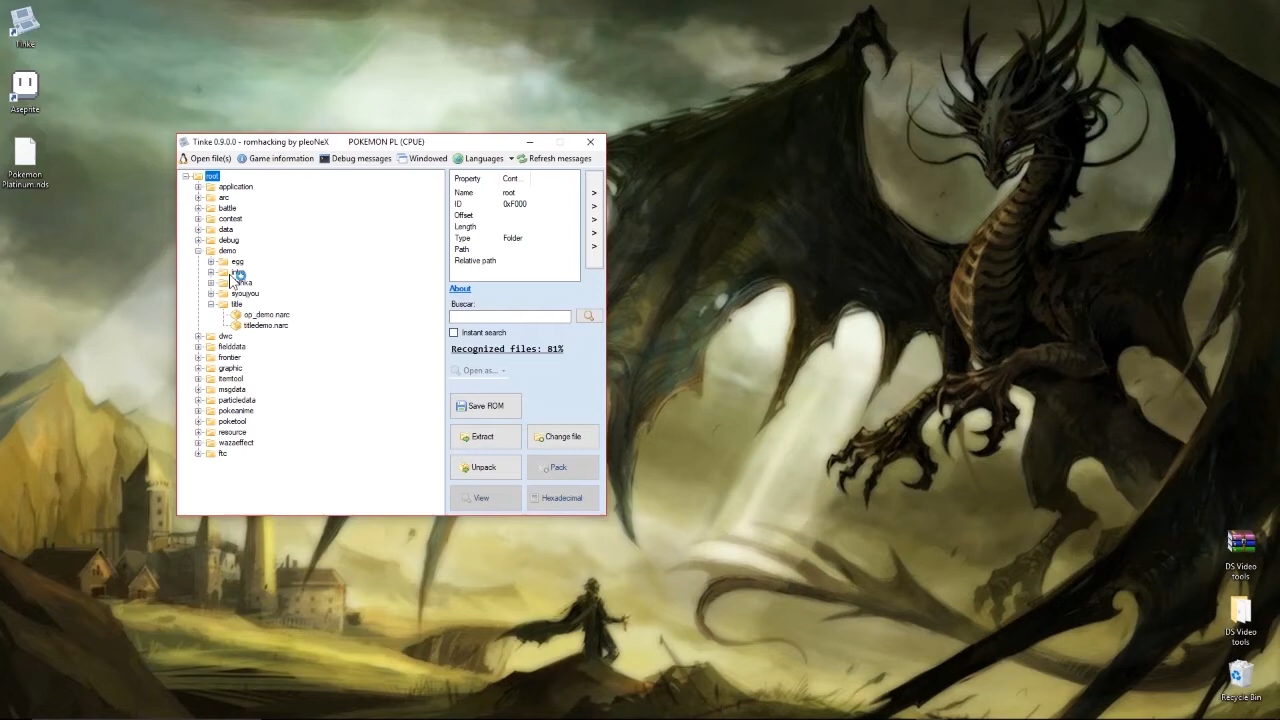 Tinke
Aseprite
Pokemon
Platinum.nds
Tinke 0.9.0.0 - romhacking by pleoNeX POKEMON PL (CPUE)
Open file(s) Game information Debug messages Windowed Languages Refresh messages
root
application
arc
battle
contest
data
debug
demo
egg
syoujyou
title
op_demo.narc
titledemo.narc
dwc
fielddata
frontier
graphic
itemtool
msgdata
particledata
pokeanime
poketool
resource
wazaeffect
ftc
Property Cont...
Name root
ID 0xF000
Offset
Length
Type Folder
Path
Relative path
>
>
>
>
>
About
Buscar:
Instant search
Recognized files: 81%
Open as...
Save ROM
Extract Change file
Unpack Pack
View Hexadecimal
DS Video
tools
DS Video
tools
Recycle Bin